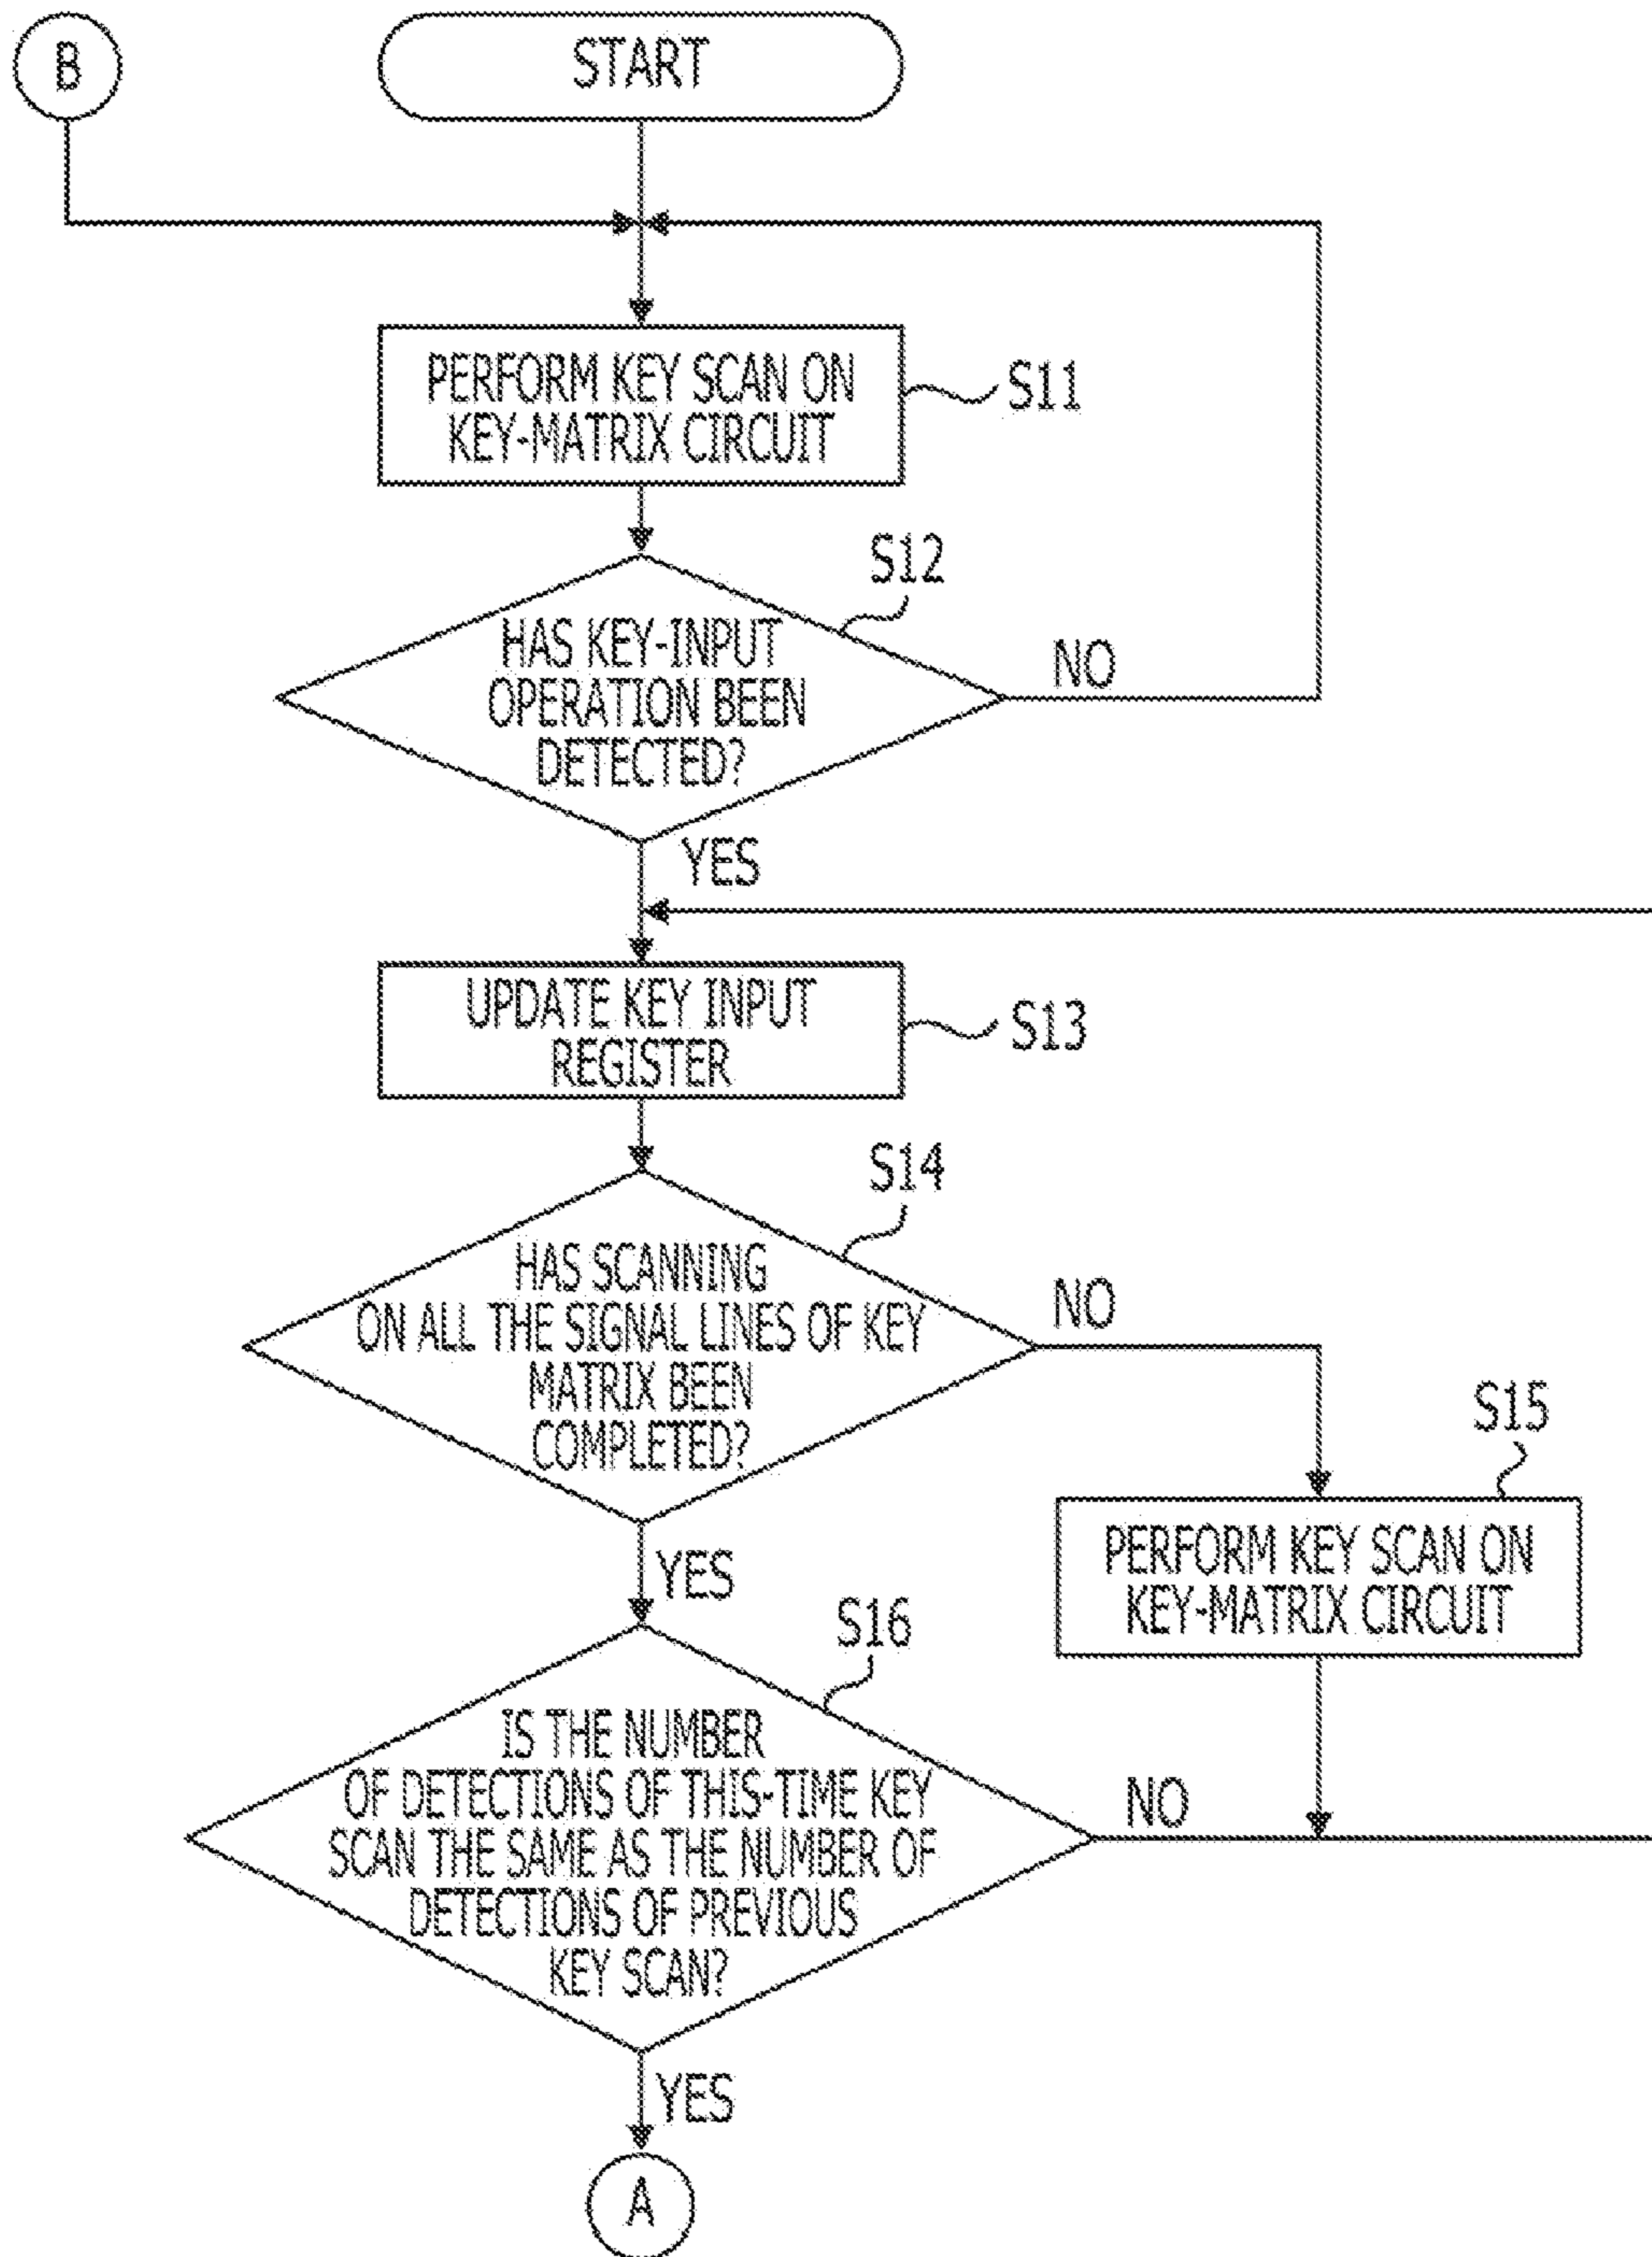 B
START
PERFORM KEY SCAN ON
KEY-MATRIX CIRCUIT
S11
S12
HAS KEY-INPUT
OPERATION BEEN
DETECTED?
NO
YES
UPDATE KEY INPUT
REGISTER
S13
S14
HAS SCANNING
ON ALL THE SIGNAL LINES OF KEY
MATRIX BEEN
COMPLETED?
NO
S15
PERFORM KEY SCAN ON
KEY-MATRIX CIRCUIT
YES
S16
IS THE NUMBER
OF DETECTIONS OF THIS-TIME KEY
SCAN THE SAME AS THE NUMBER OF
DETECTIONS OF PREVIOUS
KEY SCAN?
NO
YES
A